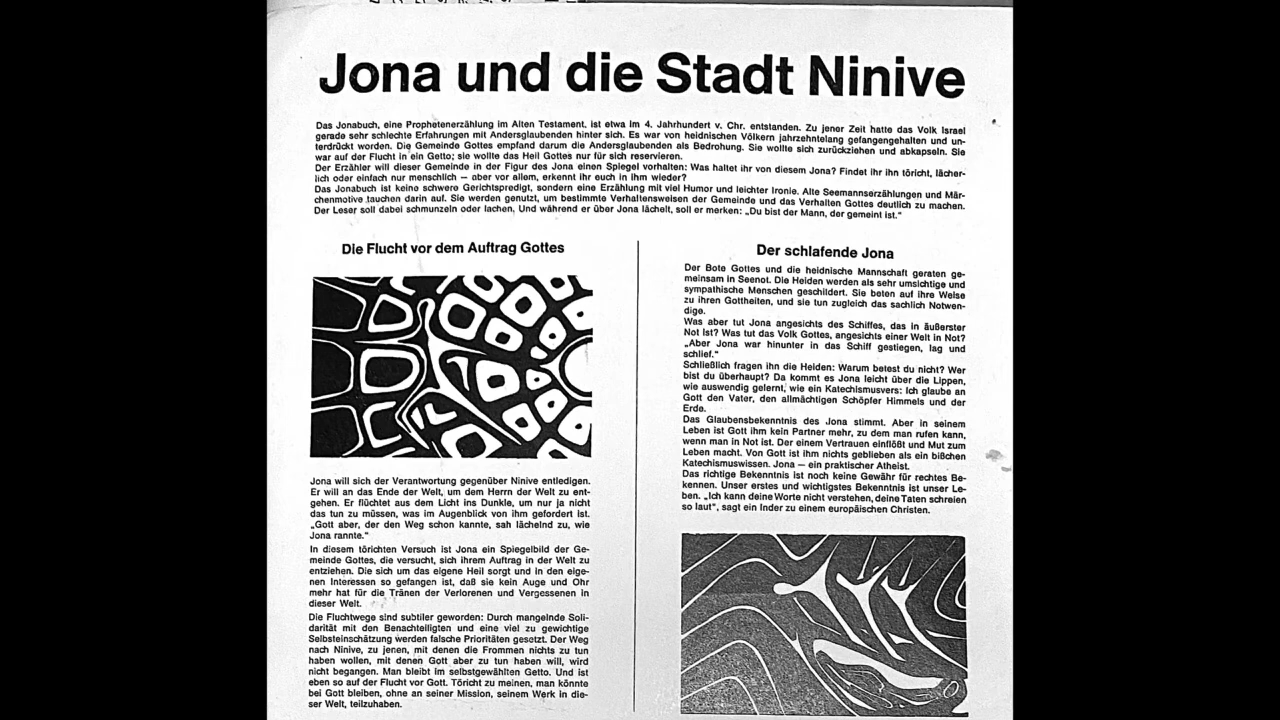 Jona und die Stadt Ninive
Das Jonabuch, eine Prophetenerzählung im Alten Testament, ist etwa im 4. Jahrhundert v. Chr. entstanden. Zu jener Zeit hatte das Volk Israel
gerade sehr schlechte Erfahrungen mit Andersglaubenden hinter sich. Es war von heidnischen Völkern jahrzehntelang gefangengehalten und un-
terdrückt worden. Die Gemeinde Gottes empfand darum die Andersglaubenden als Bedrohung. Sie wollte sich zurückziehen und abkapseln. Sie
war auf der Flucht in ein Getto; sie wollte das Heil Gottes nur für sich reservieren.
Der Erzähler will dieser Gemeinde in der Figur des Jona einen Spiegel vorhalten: Was haltet ihr von diesem Jona? Findet ihr ihn töricht, lächer-
lich oder einfach nur menschlich — aber vor allem, erkennt ihr euch in ihm wieder?
Das Jonabuch ist keine schwere Gerichtspredigt, sondern eine Erzählung mit viel Humor und leichter Ironie. Alte Seemannserzählungen und Mär-
chenmotive tauchen darin auf. Sie werden genutzt, um bestimmte Verhaltensweisen der Gemeinde und das Verhalten Gottes deutlich zu machen.
Der Leser soll dabei schmunzeln oder lachen. Und während er über Jona lächelt, soll er merken: „Du bist der Mann, der gemeint ist.“
Die Flucht vor dem Auftrag Gottes
Jona will sich der Verantwortung gegenüber Ninive entledigen.
Er will an das Ende der Welt, um dem Herrn der Welt zu ent-
gehen. Er flüchtet aus dem Licht ins Dunkle, um nur ja nicht
das tun zu müssen, was im Augenblick von ihm gefordert ist.
„Gott aber, der den Weg schon kannte, sah lächelnd zu, wie
Jona rannte.“
In diesem törichten Versuch ist Jona ein Spiegelbild der Ge-
meinde Gottes, die versucht, sich ihrem Auftrag in der Welt zu
entziehen. Die sich um das eigene Heil sorgt und in den eige-
nen Interessen so gefangen ist, daß sie kein Auge und Ohr
mehr hat für die Tränen der Verlorenen und Vergessenen in
dieser Welt.
Die Fluchtwege sind subtiler geworden: Durch mangelnde Soli-
darität mit den Benachteiligten und eine viel zu gewichtige
Selbsteinschätzung werden falsche Prioritäten gesetzt. Der Weg
nach Ninive, zu jenen, mit denen die Frommen nichts zu tun
haben wollen, mit denen Gott aber zu tun haben will, wird
nicht begangen. Man bleibt im selbstgewählten Getto. Und ist
eben so auf der Flucht vor Gott. Töricht zu meinen, man könnte
bei Gott bleiben, ohne an seiner Mission, seinem Werk in die-
ser Welt, teilzuhaben.
Der schlafende Jona
Der Bote Gottes und die heidnische Mannschaft geraten ge-
meinsam in Seenot. Die Heiden werden als sehr umsichtige und
sympathische Menschen geschildert. Sie beten auf ihre Weise
zu ihren Gottheiten, und sie tun zugleich das sachlich Notwen-
dige.
Was aber tut Jona angesichts des Schiffes, das in äußerster
Not ist? Was tut das Volk Gottes, angesichts einer Welt in Not?
„Aber Jona war hinunter in das Schiff gestiegen, lag und
schlief.“
Schließlich fragen ihn die Heiden: Warum betest du nicht? Wer
bist du überhaupt? Da kommt es Jona leicht über die Lippen,
wie auswendig gelernt, wie ein Katechismusvers: Ich glaube an
Gott den Vater, den allmächtigen Schöpfer Himmels und der
Erde.
Das Glaubensbekenntnis des Jona stimmt. Aber in seinem
Leben ist Gott ihm kein Partner mehr, zu dem man rufen kann,
wenn man in Not ist. Der einem Vertrauen einflößt und Mut zum
Leben macht. Von Gott ist ihm nichts geblieben als ein bißchen
Katechismuswissen. Jona — ein praktischer Atheist.
Das richtige Bekenntnis ist noch keine Gewähr für rechtes Be-
kennen. Unser erstes und wichtigstes Bekenntnis ist unser Le-
ben. „Ich kann deine Worte nicht verstehen, deine Taten schreien
so laut“, sagt ein Inder zu einem europäischen Christen.